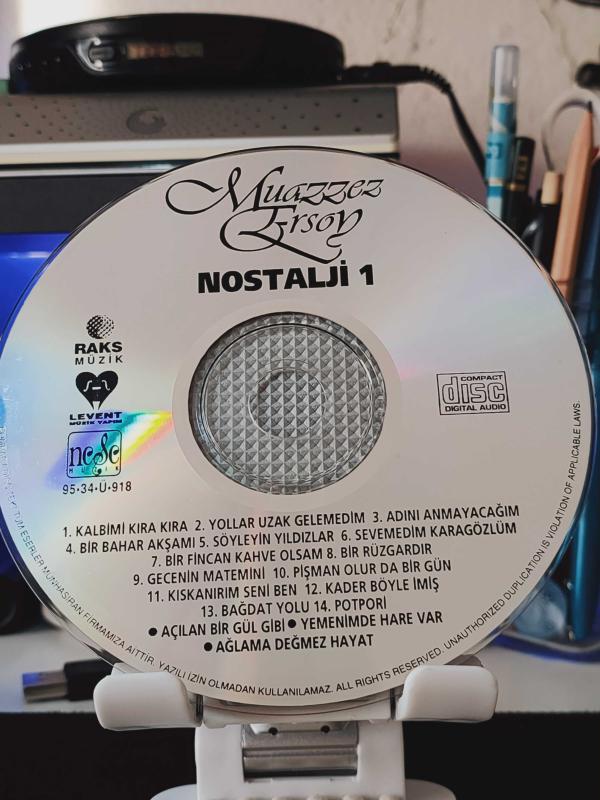 Muazzez
Ersoy
NOSTALJİ 1
RAKS
MÜZİK
LEVENT
MÜZİK YAPIM
ncsc
95·34·Ü·918
COMPACT
disc
DIGITAL AUDIO
1. KALBİMİ KIRA KIRA 2. YOLLAR UZAK GELEMEDİM 3. ADINI ANMAYACAĞIM
4. BİR BAHAR AKŞAMI 5. SÖYLEYİN YILDIZLAR 6. SEVEMEDİM KARAGÖZLÜM
7. BİR FİNCAN KAHVE OLSAM 8. BİR RÜZGARDIR
9. GECENİN MATEMİNİ 10. PİŞMAN OLUR DA BİR GÜN
11. KISKANIRIM SENİ BEN 12. KADER BÖYLE İMİŞ
13. BAĞDAT YOLU 14. POTPORİ
● AÇILAN BİR GÜL GİBİ ● YEMENİMDE HARE VAR
● AĞLAMA DEĞMEZ HAYAT
TÜM ESERLER MÜNHASIRAN FİRMAMIZA AİTTİR. YAZILI İZİN OLMADAN KULLANILAMAZ. ALL RIGHTS RESERVED. UNAUTHORIZED DUPLICATION IS VIOLATION OF APPLICABLE LAWS.